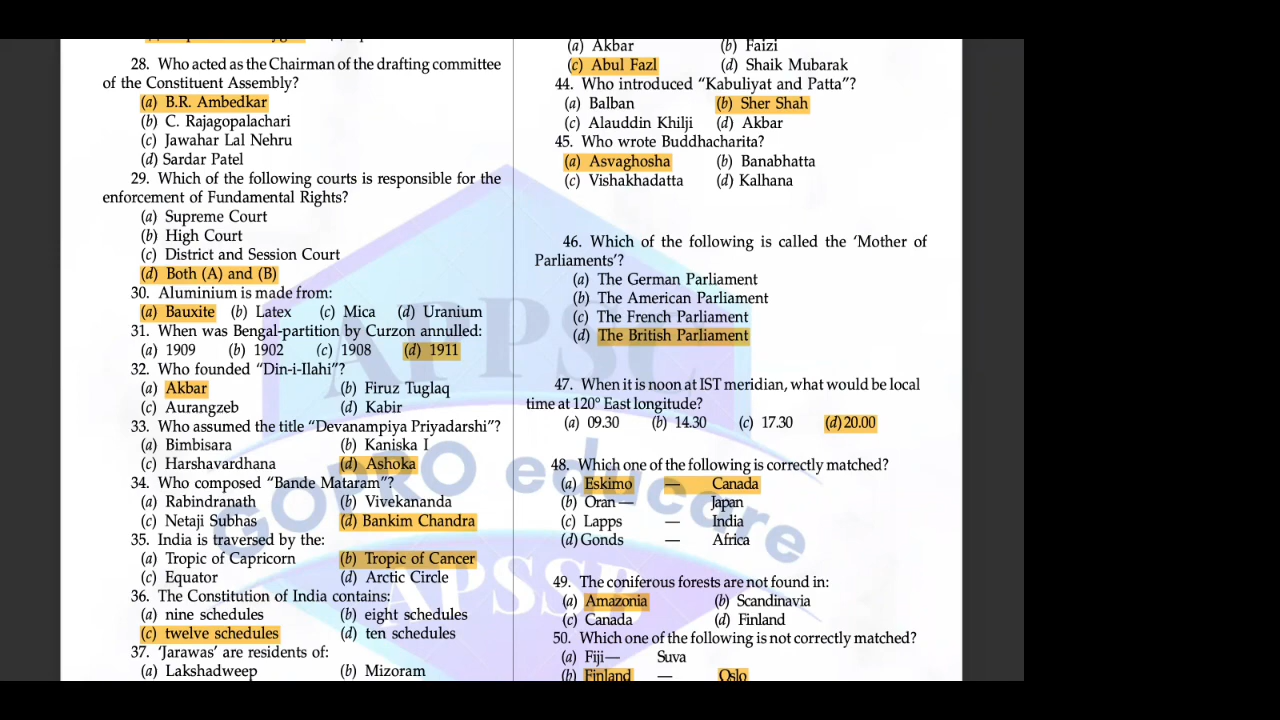 28. Who acted as the Chairman of the drafting committee
of the Constituent Assembly?
(a) B.R. Ambedkar
(b) C. Rajagopalachari
(c) Jawahar Lal Nehru
(d) Sardar Patel
29. Which of the following courts is responsible for the
enforcement of Fundamental Rights?
(a) Supreme Court
(b) High Court
(c) District and Session Court
(d) Both (A) and (B)
30. Aluminium is made from:
(a) Bauxite (b) Latex (c) Mica (d) Uranium
31. When was Bengal-partition by Curzon annulled:
(a) 1909 (b) 1902 (c) 1908 (d) 1911
32. Who founded “Din-i-Ilahi”?
(a) Akbar (b) Firuz Tuglaq
(c) Aurangzeb (d) Kabir
33. Who assumed the title “Devanampiya Priyadarshi”?
(a) Bimbisara (b) Kaniska I
(c) Harshavardhana (d) Ashoka
34. Who composed “Bande Mataram”?
(a) Rabindranath (b) Vivekananda
(c) Netaji Subhas (d) Bankim Chandra
35. India is traversed by the:
(a) Tropic of Capricorn (b) Tropic of Cancer
(c) Equator (d) Arctic Circle
36. The Constitution of India contains:
(a) nine schedules (b) eight schedules
(c) twelve schedules (d) ten schedules
37. ‘Jarawas’ are residents of:
(a) Lakshadweep (b) Mizoram
(a) Akbar (b) Faizi
(c) Abul Fazl (d) Shaik Mubarak
44. Who introduced “Kabuliyat and Patta”?
(a) Balban (b) Sher Shah
(c) Alauddin Khilji (d) Akbar
45. Who wrote Buddhacharita?
(a) Asvaghosha (b) Banabhatta
(c) Vishakhadatta (d) Kalhana
46. Which of the following is called the ‘Mother of
Parliaments’?
(a) The German Parliament
(b) The American Parliament
(c) The French Parliament
(d) The British Parliament
47. When it is noon at IST meridian, what would be local
time at 120° East longitude?
(a) 09.30 (b) 14.30 (c) 17.30 (d) 20.00
48. Which one of the following is correctly matched?
(a) Eskimo — Canada
(b) Oran — Japan
(c) Lapps — India
(d) Gonds — Africa
49. The coniferous forests are not found in:
(a) Amazonia (b) Scandinavia
(c) Canada (d) Finland
50. Which one of the following is not correctly matched?
(a) Fiji— Suva
(b) Finland — Oslo
APPSC
GOPRO educare
APSSB